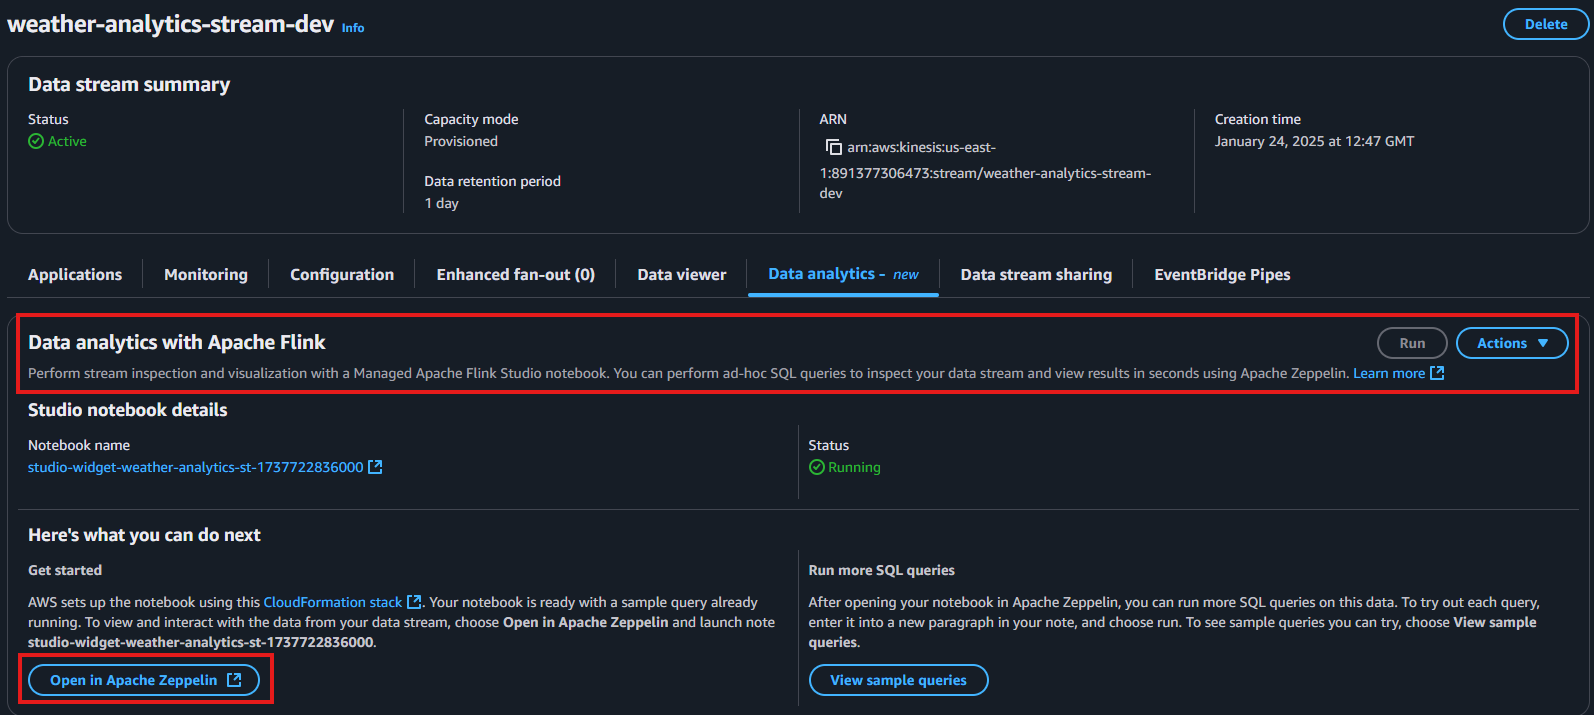 weather-analytics-stream-dev Info
Delete
Data stream summary
Status
Active
Capacity mode
Provisioned
Data retention period
1 day
ARN
arn:aws:kinesis:us-east-
1:891377306473:stream/weather-analytics-stream-
dev
Creation time
January 24, 2025 at 12:47 GMT
Applications
Monitoring
Configuration
Enhanced fan-out (0)
Data viewer
Data analytics - new
Data stream sharing
EventBridge Pipes
Data analytics with Apache Flink
Run
Actions
Perform stream inspection and visualization with a Managed Apache Flink Studio notebook. You can perform ad-hoc SQL queries to inspect your data stream and view results in seconds using Apache Zeppelin. Learn more
Studio notebook details
Notebook name
studio-widget-weather-analytics-st-1737722836000
Status
Running
Here's what you can do next
Get started
AWS sets up the notebook using this CloudFormation stack. Your notebook is ready with a sample query already
running. To view and interact with the data from your data stream, choose Open in Apache Zeppelin and launch note
studio-widget-weather-analytics-st-1737722836000.
Open in Apache Zeppelin
Run more SQL queries
After opening your notebook in Apache Zeppelin, you can run more SQL queries on this data. To try out each query,
enter it into a new paragraph in your note, and choose run. To see sample queries you can try, choose View sample
queries.
View sample queries